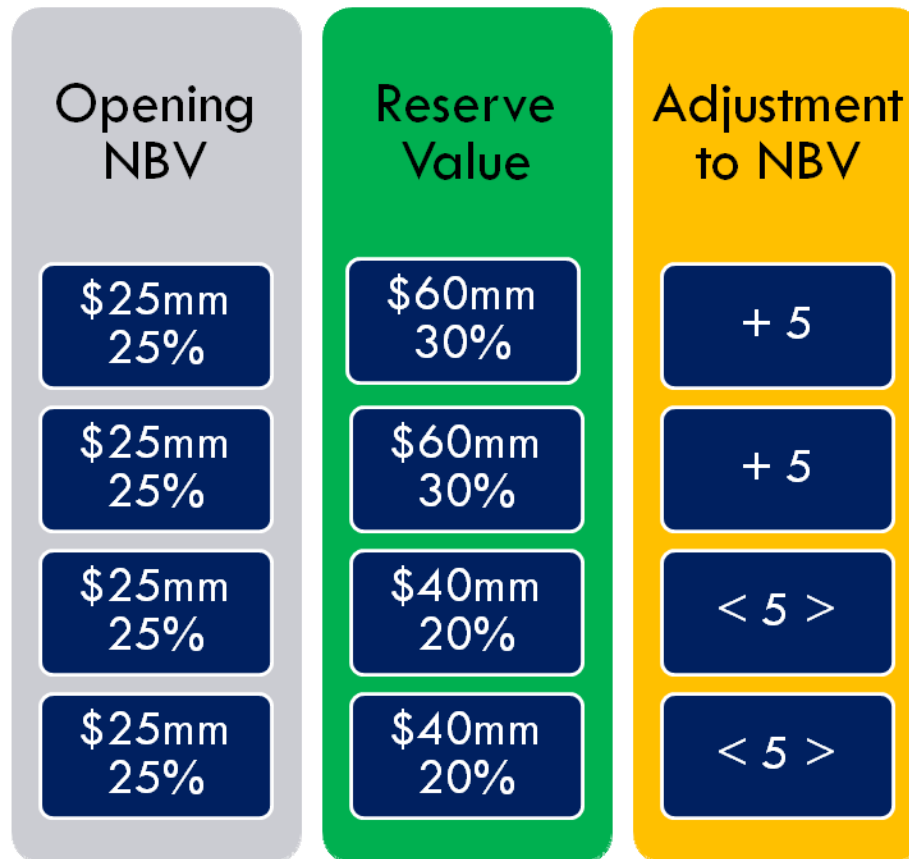 Opening
NBV
Reserve
Value
Adjustment
to NBV
$25mm
25%
$60mm
30%
+ 5
$25mm
25%
$60mm
30%
+ 5
$25mm
25%
$40mm
20%
< 5 >
$25mm
25%
$40mm
20%
< 5 >